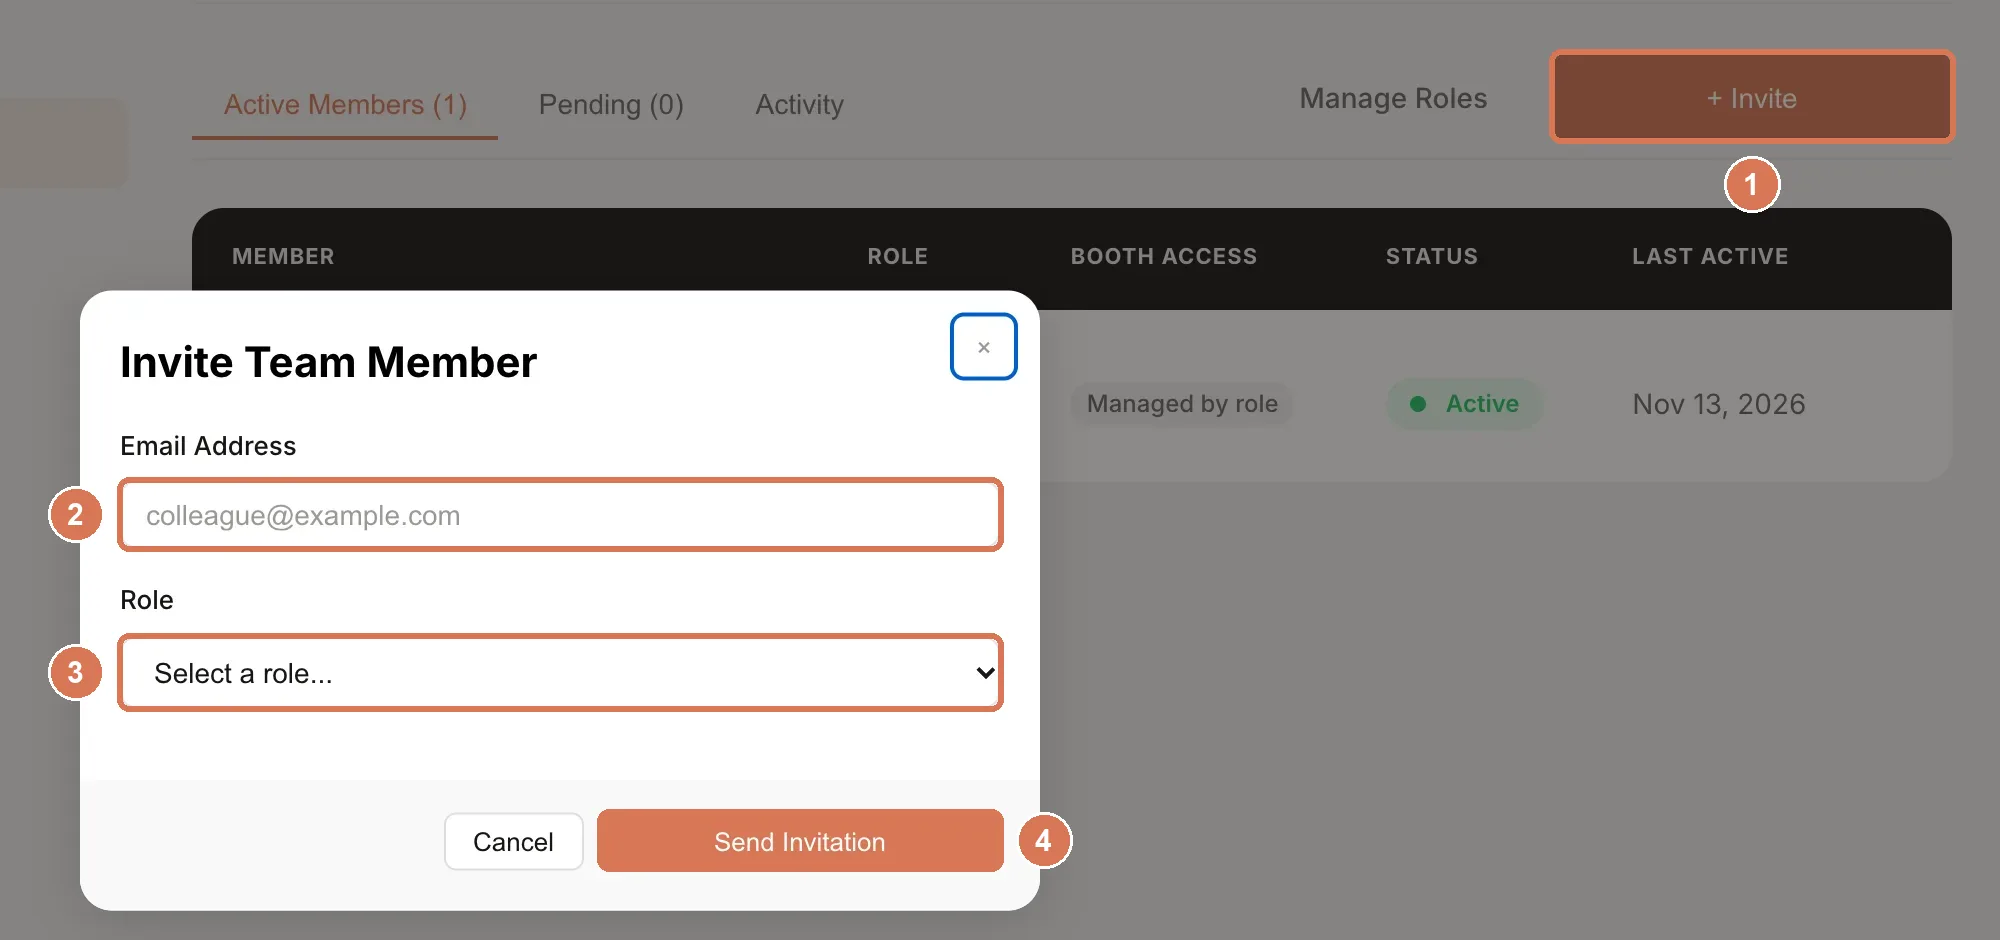 Active Members (1) Pending (0) Activity Manage Roles + Invite
1
MEMBER ROLE BOOTH ACCESS STATUS LAST ACTIVE
Managed by role Active Nov 13, 2026
Invite Team Member ×
Email Address
2 colleague@example.com
Role
3 Select a role...
Cancel Send Invitation 4